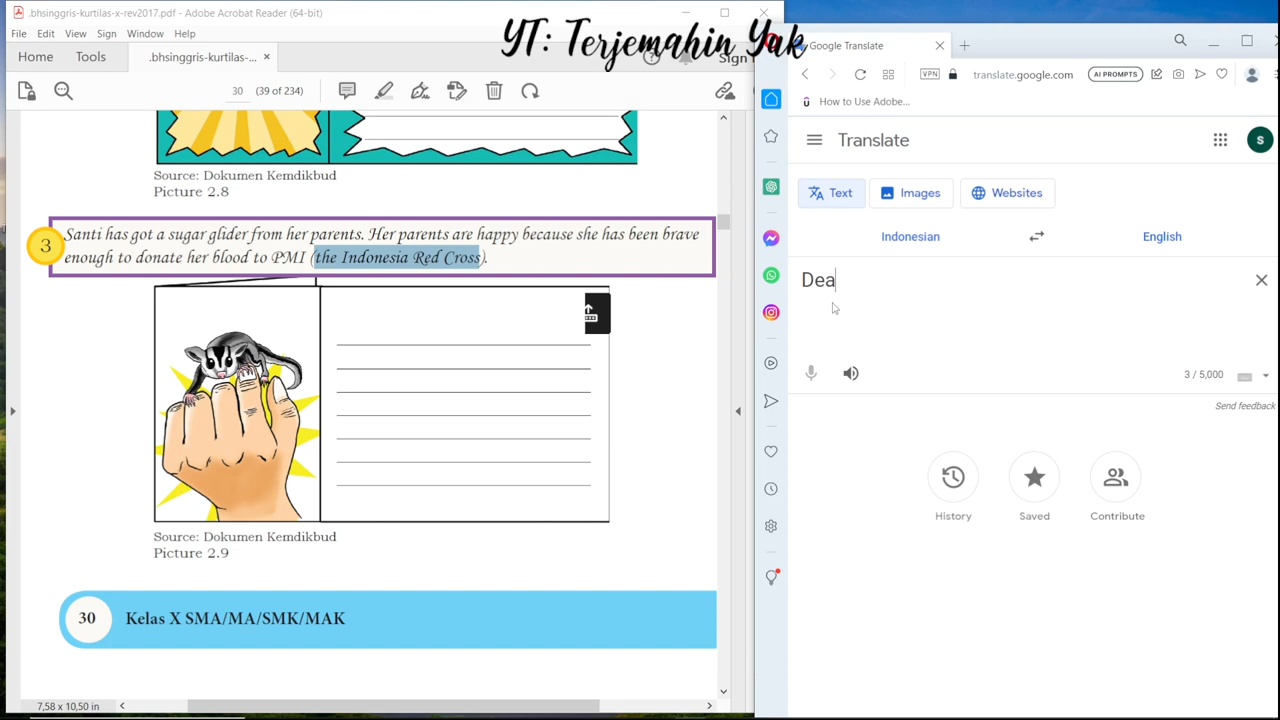 .bhsinggris-kurtilas-x-rev2017.pdf - Adobe Acrobat Reader (64-bit)
File Edit View Sign Window Help
YT: Terjemahin Yak
Home Tools .bhsinggris-kurtilas-... × Sign
30 (39 of 234)
Source: Dokumen Kemdikbud
Picture 2.8
3
Santi has got a sugar glider from her parents. Her parents are happy because she has been brave
enough to donate her blood to PMI (the Indonesia Red Cross).
Source: Dokumen Kemdikbud
Picture 2.9
30 Kelas X SMA/MA/SMK/MAK
7,58 x 10,50 in
Google Translate
VPN translate.google.com AI PROMPTS
How to Use Adobe...
Translate
s
Text Images Websites
Indonesian English
Dea
3 / 5,000
Send feedback
History Saved Contribute